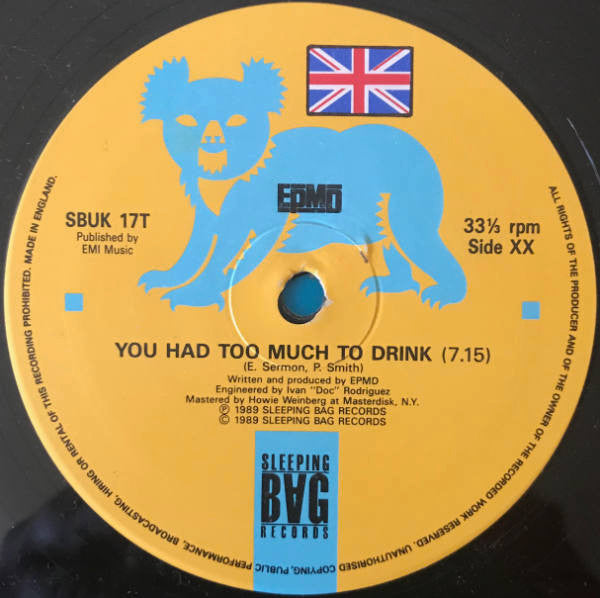 EPMD
SBUK 17T
Published by
EMI Music
33⅓ rpm
Side XX
YOU HAD TOO MUCH TO DRINK (7.15)
(E. Sermon, P. Smith)
Written and produced by EPMD
Engineered by Ivan "Doc" Rodriguez
Mastered by Howie Weinberg at Masterdisk, N.Y.
℗ 1989 SLEEPING BAG RECORDS
© 1989 SLEEPING BAG RECORDS
SLEEPING
BAG
RECORDS
ALL RIGHTS OF THE PRODUCER AND OF THE OWNER OF THE RECORDED WORK RESERVED. UNAUTHORISED COPYING, PUBLIC PERFORMANCE, BROADCASTING, HIRING OR RENTAL OF THIS RECORDING PROHIBITED. MADE IN ENGLAND.